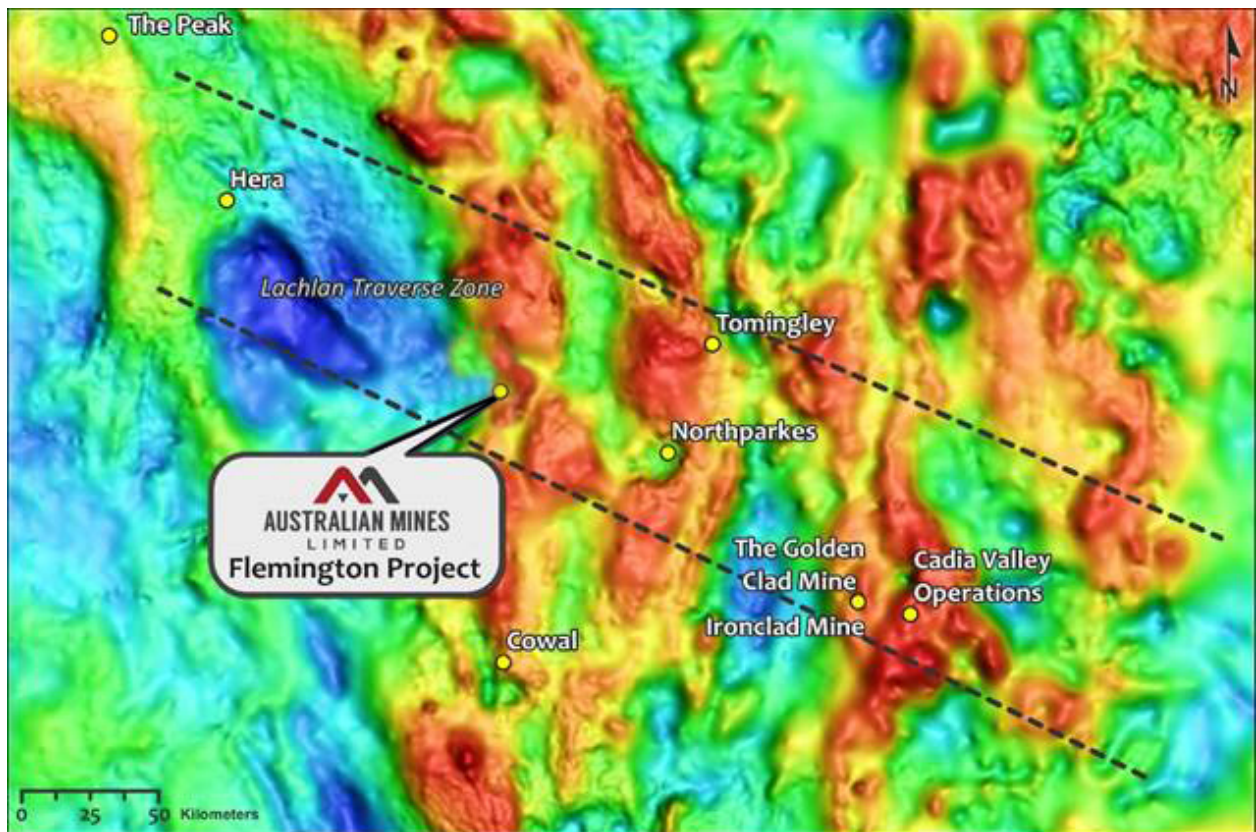 The Peak
N
Hera
Lachlan Traverse Zone
Tomingley
Northparkes
AUSTRALIAN MINES
LIMITED
Flemington Project
The Golden
Clad Mine
Ironclad Mine
Cadia Valley
Operations
Cowal
0 25 50 Kilometers